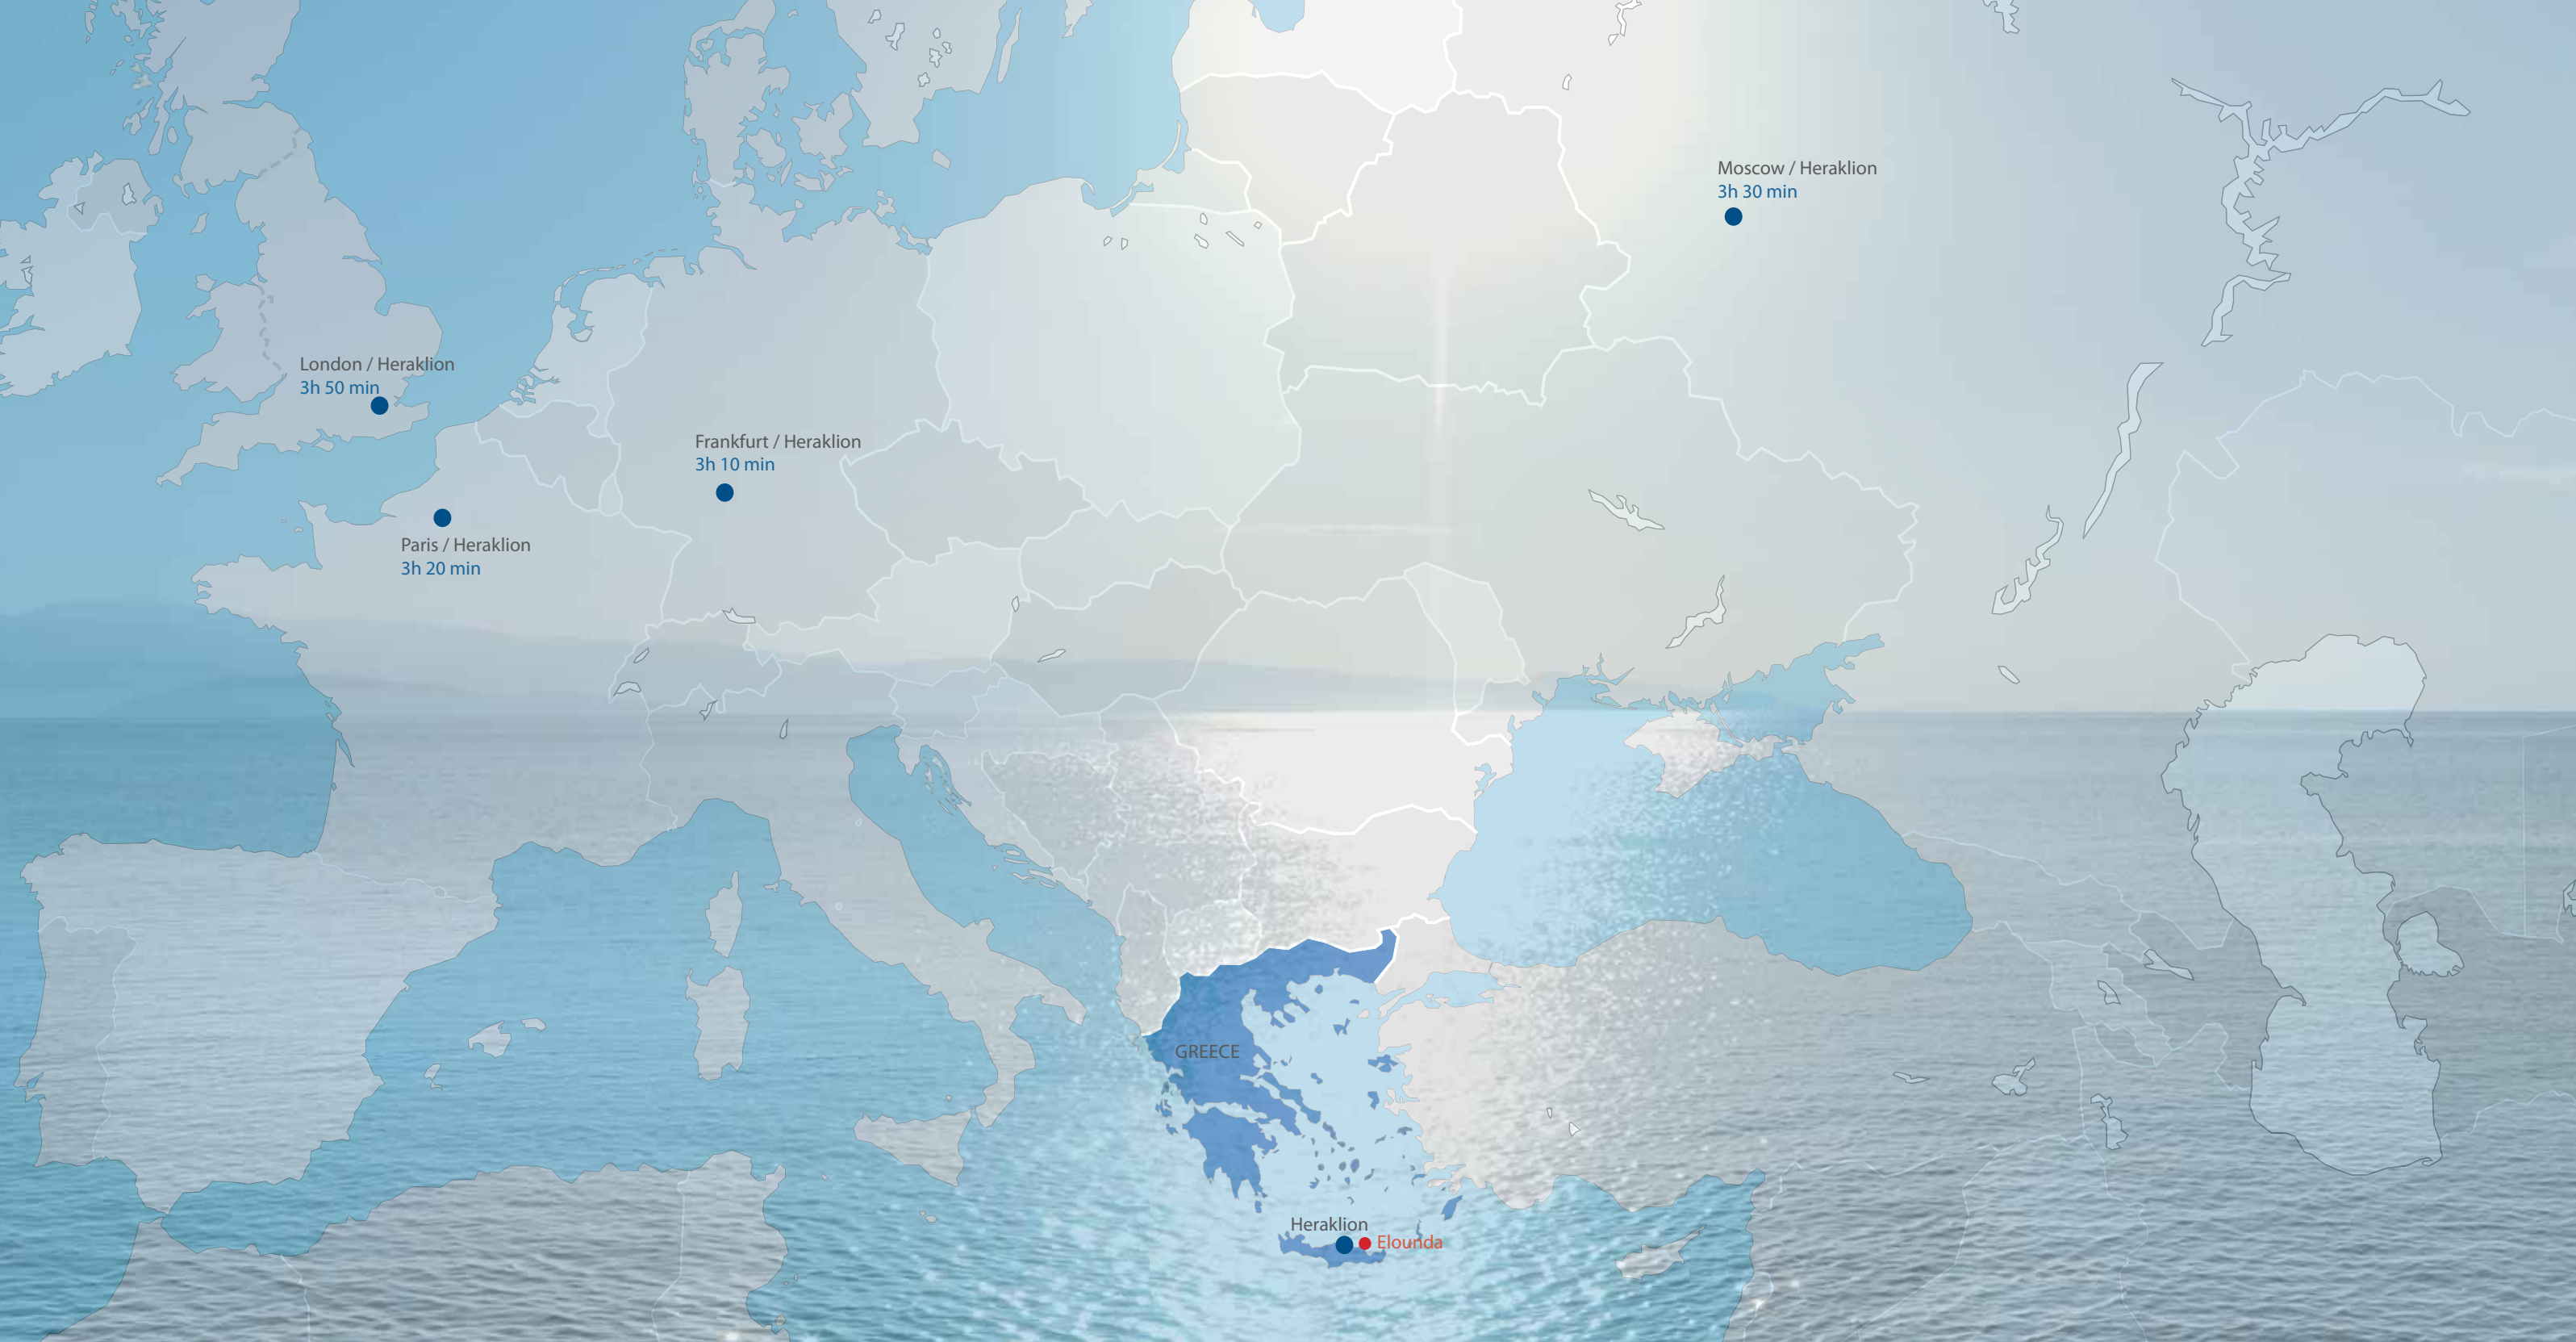 Moscow / Heraklion
3h 30 min
London / Heraklion
3h 50 min
Frankfurt / Heraklion
3h 10 min
Paris / Heraklion
3h 20 min
GREECE
Heraklion
Elounda